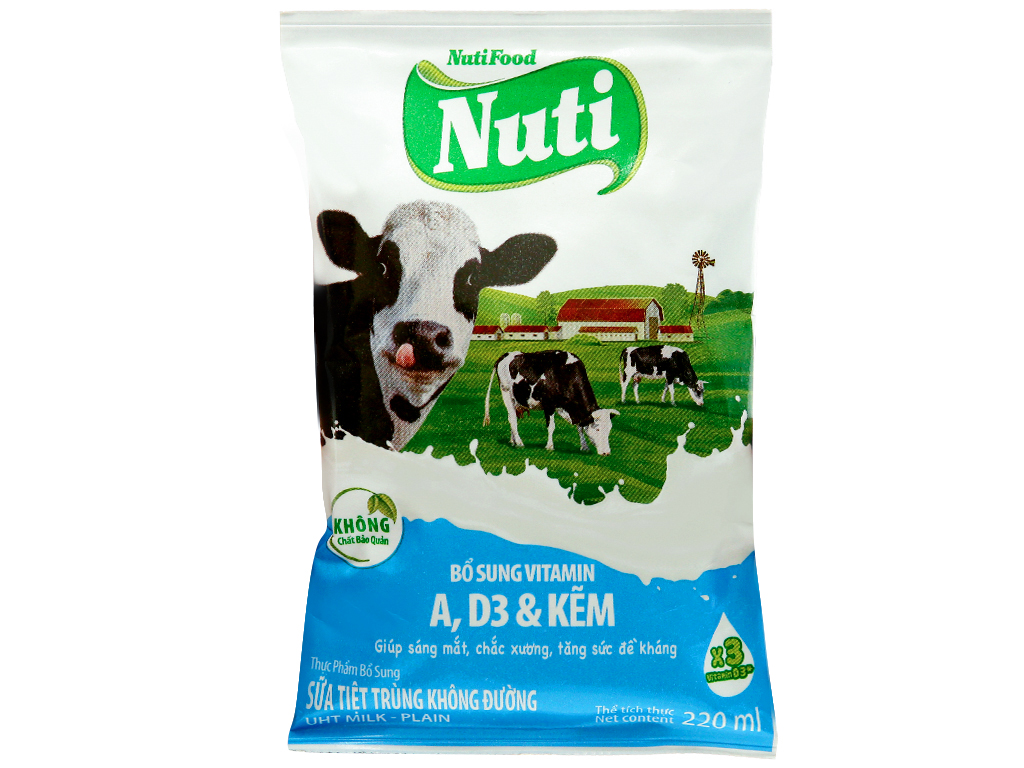 NutiFood
Nuti
KHÔNG
Chất Bảo Quản
BỔ SUNG VITAMIN
A, D3 & KẼM
Giúp sáng mắt, chắc xương, tăng sức đề kháng
x3
Vitamin D3*
Thực Phẩm Bổ Sung
SỮA TIỆT TRÙNG KHÔNG ĐƯỜNG
UHT MILK - PLAIN
Thể tích thực
Net content 220 ml